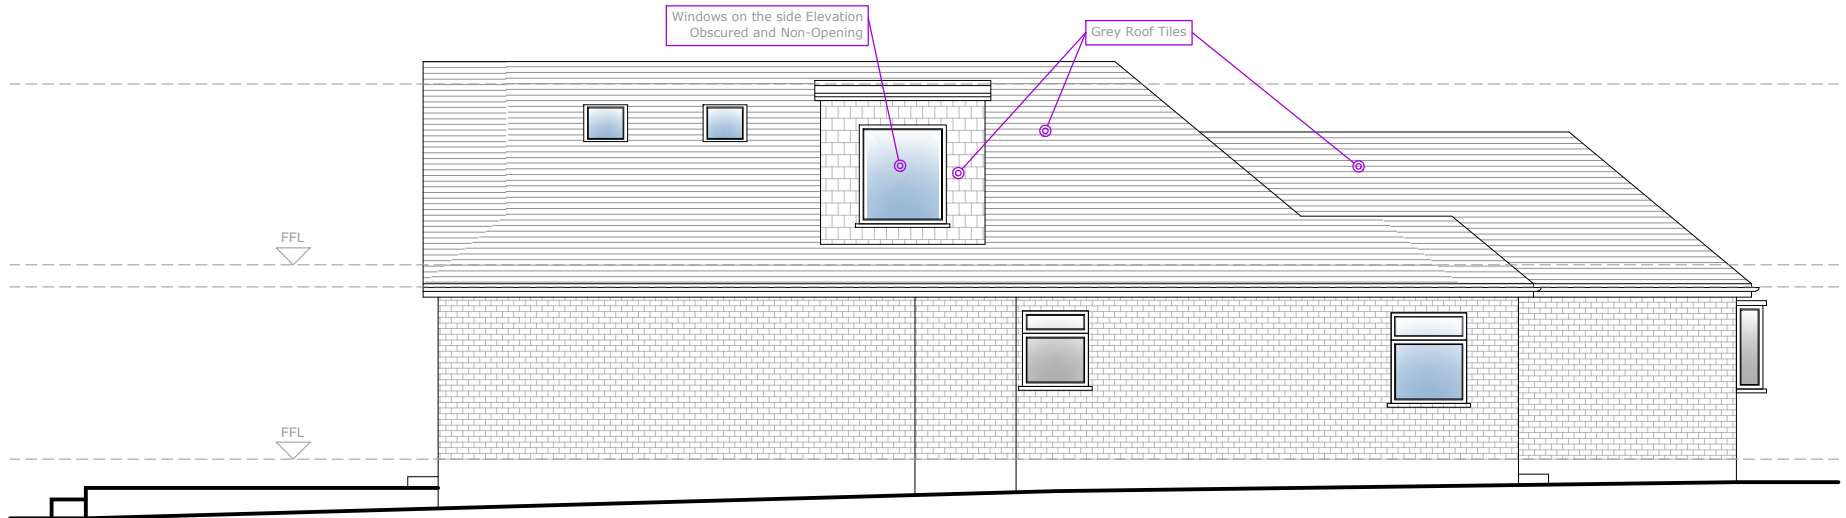 Windows on the side Elevation
Obscured and Non-Opening
Grey Roof Tiles
FFL
FFL